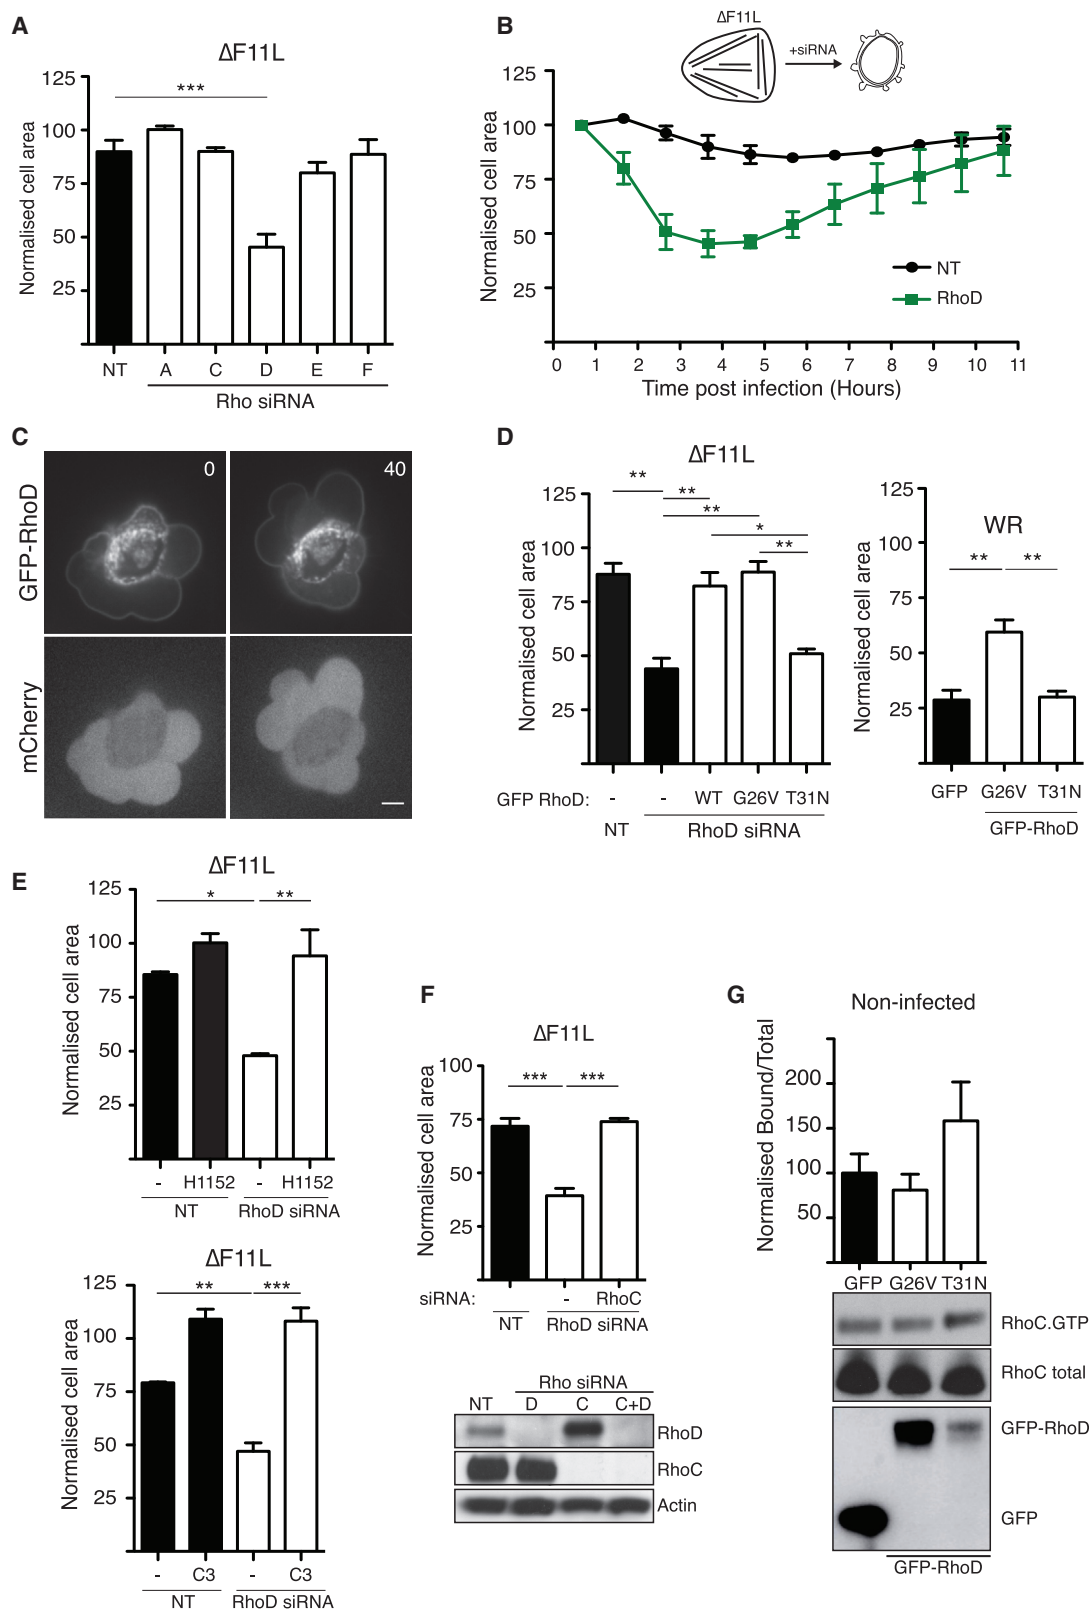 A
ΔF11L
125
100
75
50
25
Normalised cell area
***
NT A C D E F
Rho siRNA
B
ΔF11L
+siRNA
125
100
75
50
25
Normalised cell area
NT
RhoD
0 1 2 3 4 5 6 7 8 9 10 11
Time post infection (Hours)
C
GFP-RhoD
0
40
mCherry
D
ΔF11L
125
100
75
50
25
Normalised cell area
**
**
**
*
**
GFP RhoD: - - WT G26V T31N
NT RhoD siRNA
WR
125
100
75
50
25
Normalised cell area
** **
GFP G26V T31N
GFP-RhoD
E
ΔF11L
125
100
75
50
25
Normalised cell area
* **
- H1152 - H1152
NT RhoD siRNA
ΔF11L
125
100
75
50
25
Normalised cell area
** ***
- C3 - C3
NT RhoD siRNA
F
ΔF11L
100
75
50
25
Normalised cell area
*** ***
siRNA: - RhoC
NT RhoD siRNA
Rho siRNA
NT D C C+D
RhoD
RhoC
Actin
G
Non-infected
200
150
100
50
Normalised Bound/Total
GFP G26V T31N
RhoC.GTP
RhoC total
GFP-RhoD
GFP
GFP-RhoD